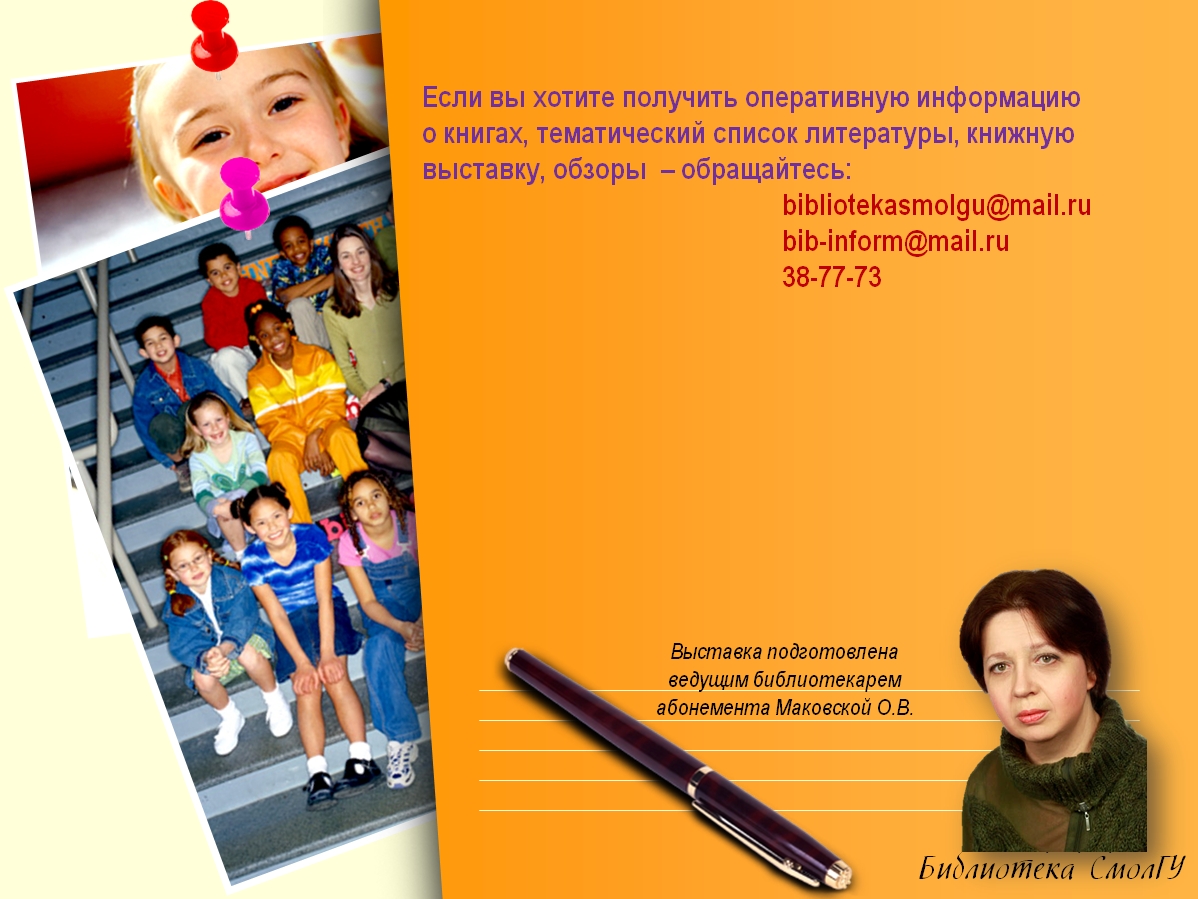 Если вы хотите получить оперативную информацию
о книгах, тематический список литературы, книжную
выставку, обзоры – обращайтесь:
bibliotekasmolgu@mail.ru
bib-inform@mail.ru
38-77-73
Выставка подготовлена
ведущим библиотекарем
абонемента Маковской О.В.
Библиотека СмолГУ